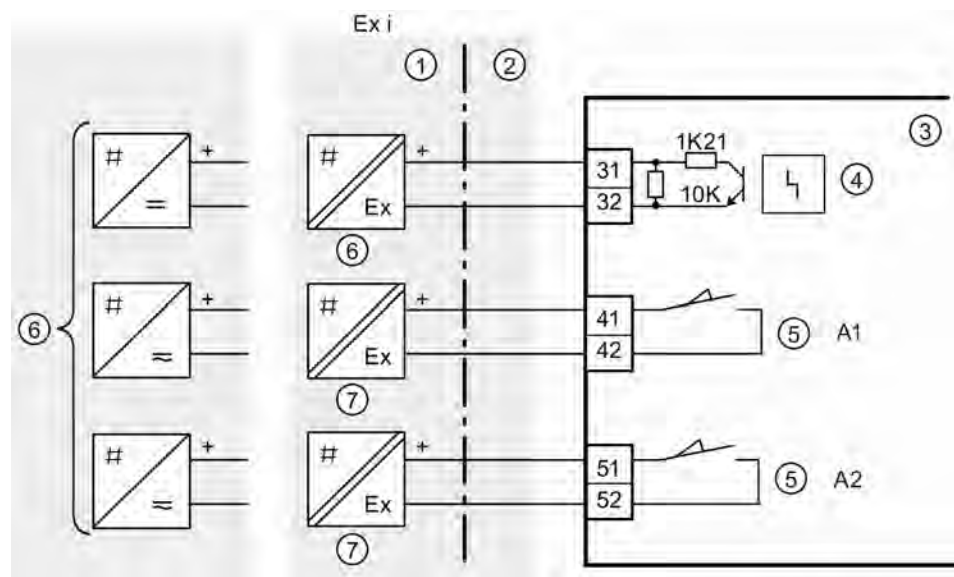 Ex i
1 2
3
# = +
# Ex +
31
32
1K21
10K
4
6
# ≂ +
# Ex +
41
42
5 A1
6
7
# ≂ +
# Ex +
51
52
5 A2
7